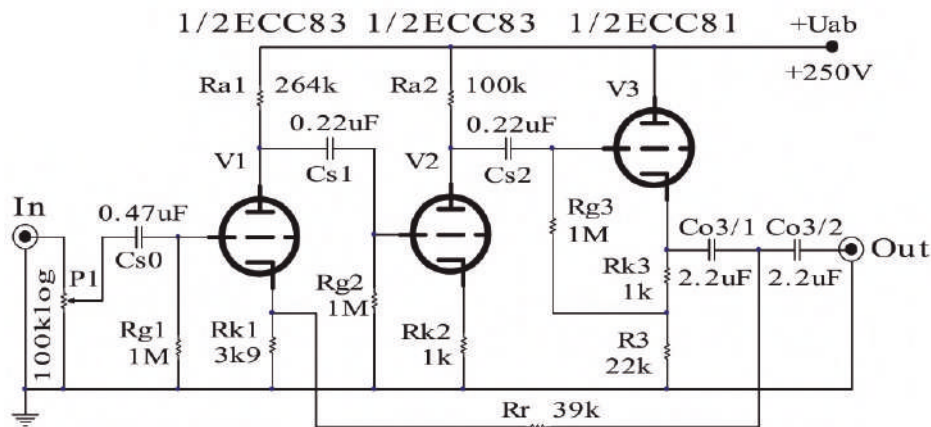 1/2ECC83 1/2ECC83 1/2ECC81
+Uab
+250V
Ra1 264k
Ra2 100k
V3
0.22uF
Cs1
0.22uF
Cs2
V1
V2
In
0.47uF
Cs0
P1
100klog
Rg1
1M
Rk1
3k9
Rg2
1M
Rk2
1k
Rg3
1M
Rk3
1k
R3
22k
Co3/1
2.2uF
Co3/2
2.2uF
Out
Rr 39k